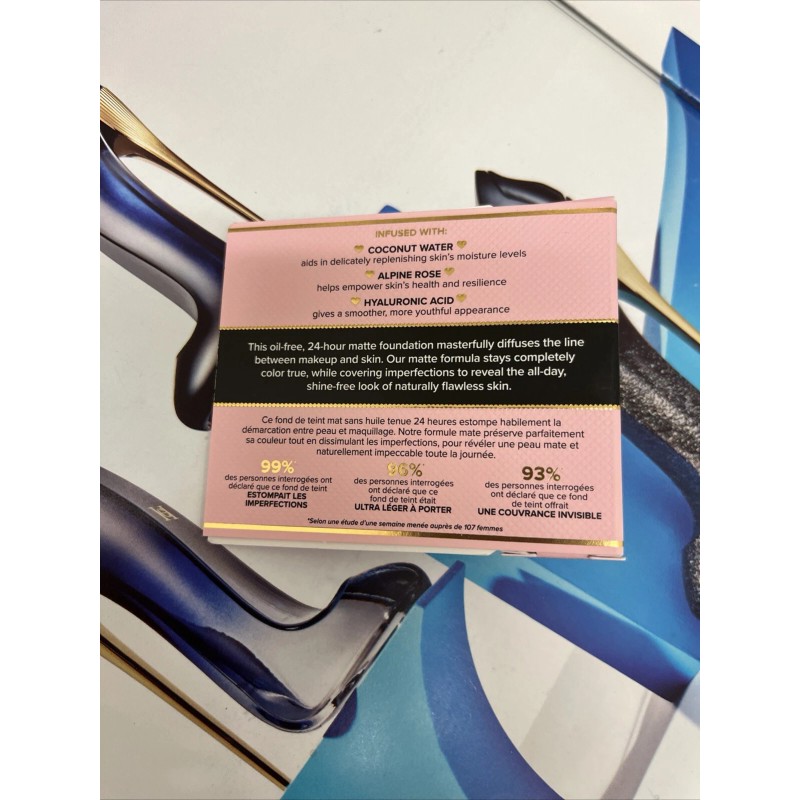 INFUSED WITH:
COCONUT WATER
aids in delicately replenishing skin's moisture levels
ALPINE ROSE
helps empower skin's health and resilience
HYALURONIC ACID
gives a smoother, more youthful appearance
This oil-free, 24-hour matte foundation masterfully diffuses the line
between makeup and skin. Our matte formula stays completely
color true, while covering imperfections to reveal the all-day,
shine-free look of naturally flawless skin.
Ce fond de teint mat sans huile tenue 24 heures estompe habilement la
démarcation entre peau et maquillage. Notre formule mate préserve parfaitement
sa couleur tout en dissimulant les imperfections, pour révéler une peau mate et
naturellement impeccable toute la journée.
99%*
des personnes interrogées ont
déclaré que ce fond de teint
ESTOMPAIT LES
IMPERFECTIONS
96%*
des personnes interrogées
ont déclaré que ce
fond de teint était
ULTRA LÉGER À PORTER
93%*
des personnes interrogées
ont déclaré que ce fond
de teint offrait
UNE COUVRANCE INVISIBLE
*Selon une étude d'une semaine menée auprès de 107 femmes